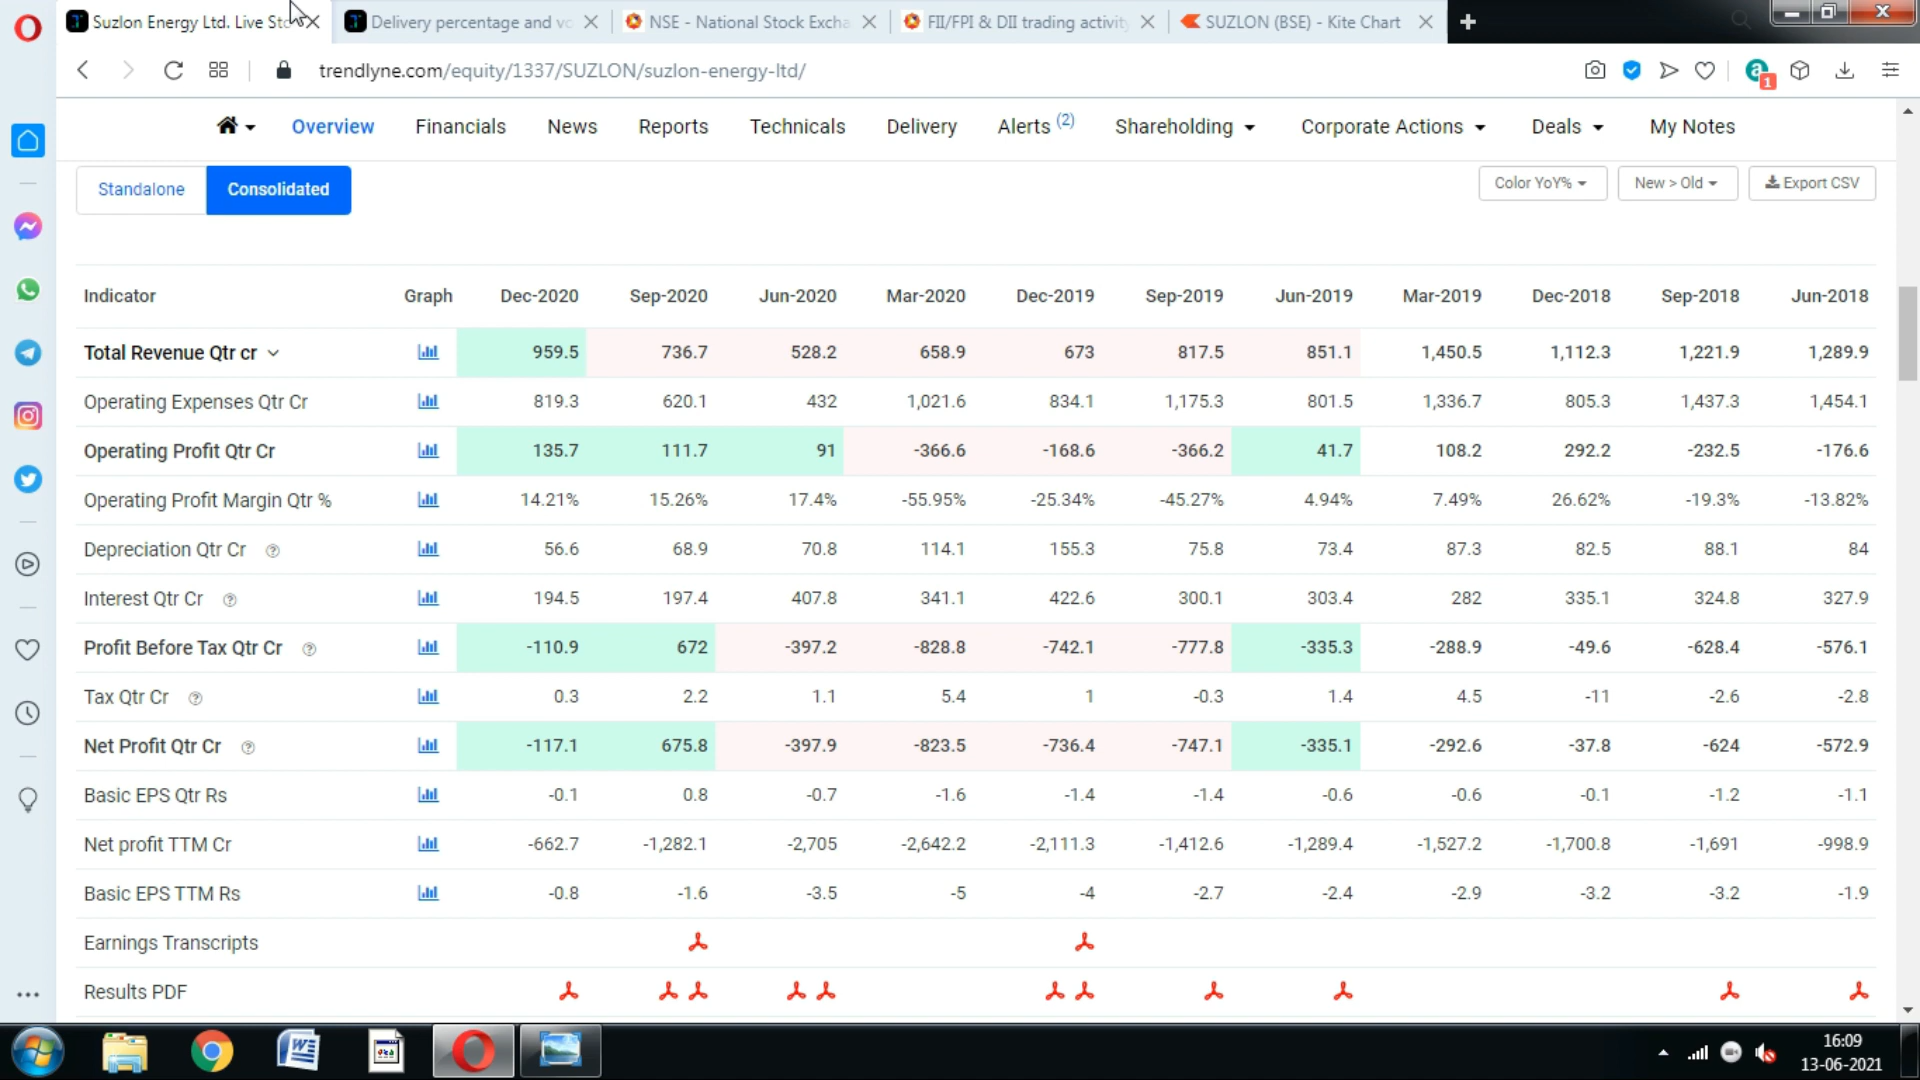 Suzlon Energy Ltd. Live Sto
Delivery percentage and vo
NSE - National Stock Excha
FII/FPI & DII trading activity
SUZLON (BSE) - Kite Chart
trendlyne.com/equity/1337/SUZLON/suzlon-energy-ltd/
1
Overview Financials News Reports Technicals Delivery Alerts (2) Shareholding Corporate Actions Deals My Notes
Standalone Consolidated
Color YoY% New > Old Export CSV
Indicator Graph Dec-2020 Sep-2020 Jun-2020 Mar-2020 Dec-2019 Sep-2019 Jun-2019 Mar-2019 Dec-2018 Sep-2018 Jun-2018
Total Revenue Qtr cr 959.5 736.7 528.2 658.9 673 817.5 851.1 1,450.5 1,112.3 1,221.9 1,289.9
Operating Expenses Qtr Cr 819.3 620.1 432 1,021.6 834.1 1,175.3 801.5 1,336.7 805.3 1,437.3 1,454.1
Operating Profit Qtr Cr 135.7 111.7 91 -366.6 -168.6 -366.2 41.7 108.2 292.2 -232.5 -176.6
Operating Profit Margin Qtr % 14.21% 15.26% 17.4% -55.95% -25.34% -45.27% 4.94% 7.49% 26.62% -19.3% -13.82%
Depreciation Qtr Cr ? 56.6 68.9 70.8 114.1 155.3 75.8 73.4 87.3 82.5 88.1 84
Interest Qtr Cr ? 194.5 197.4 407.8 341.1 422.6 300.1 303.4 282 335.1 324.8 327.9
Profit Before Tax Qtr Cr ? -110.9 672 -397.2 -828.8 -742.1 -777.8 -335.3 -288.9 -49.6 -628.4 -576.1
Tax Qtr Cr ? 0.3 2.2 1.1 5.4 1 -0.3 1.4 4.5 -11 -2.6 -2.8
Net Profit Qtr Cr ? -117.1 675.8 -397.9 -823.5 -736.4 -747.1 -335.1 -292.6 -37.8 -624 -572.9
Basic EPS Qtr Rs -0.1 0.8 -0.7 -1.6 -1.4 -1.4 -0.6 -0.6 -0.1 -1.2 -1.1
Net profit TTM Cr -662.7 -1,282.1 -2,705 -2,642.2 -2,111.3 -1,412.6 -1,289.4 -1,527.2 -1,700.8 -1,691 -998.9
Basic EPS TTM Rs -0.8 -1.6 -3.5 -5 -4 -2.7 -2.4 -2.9 -3.2 -3.2 -1.9
Earnings Transcripts
Results PDF
16:09
13-06-2021